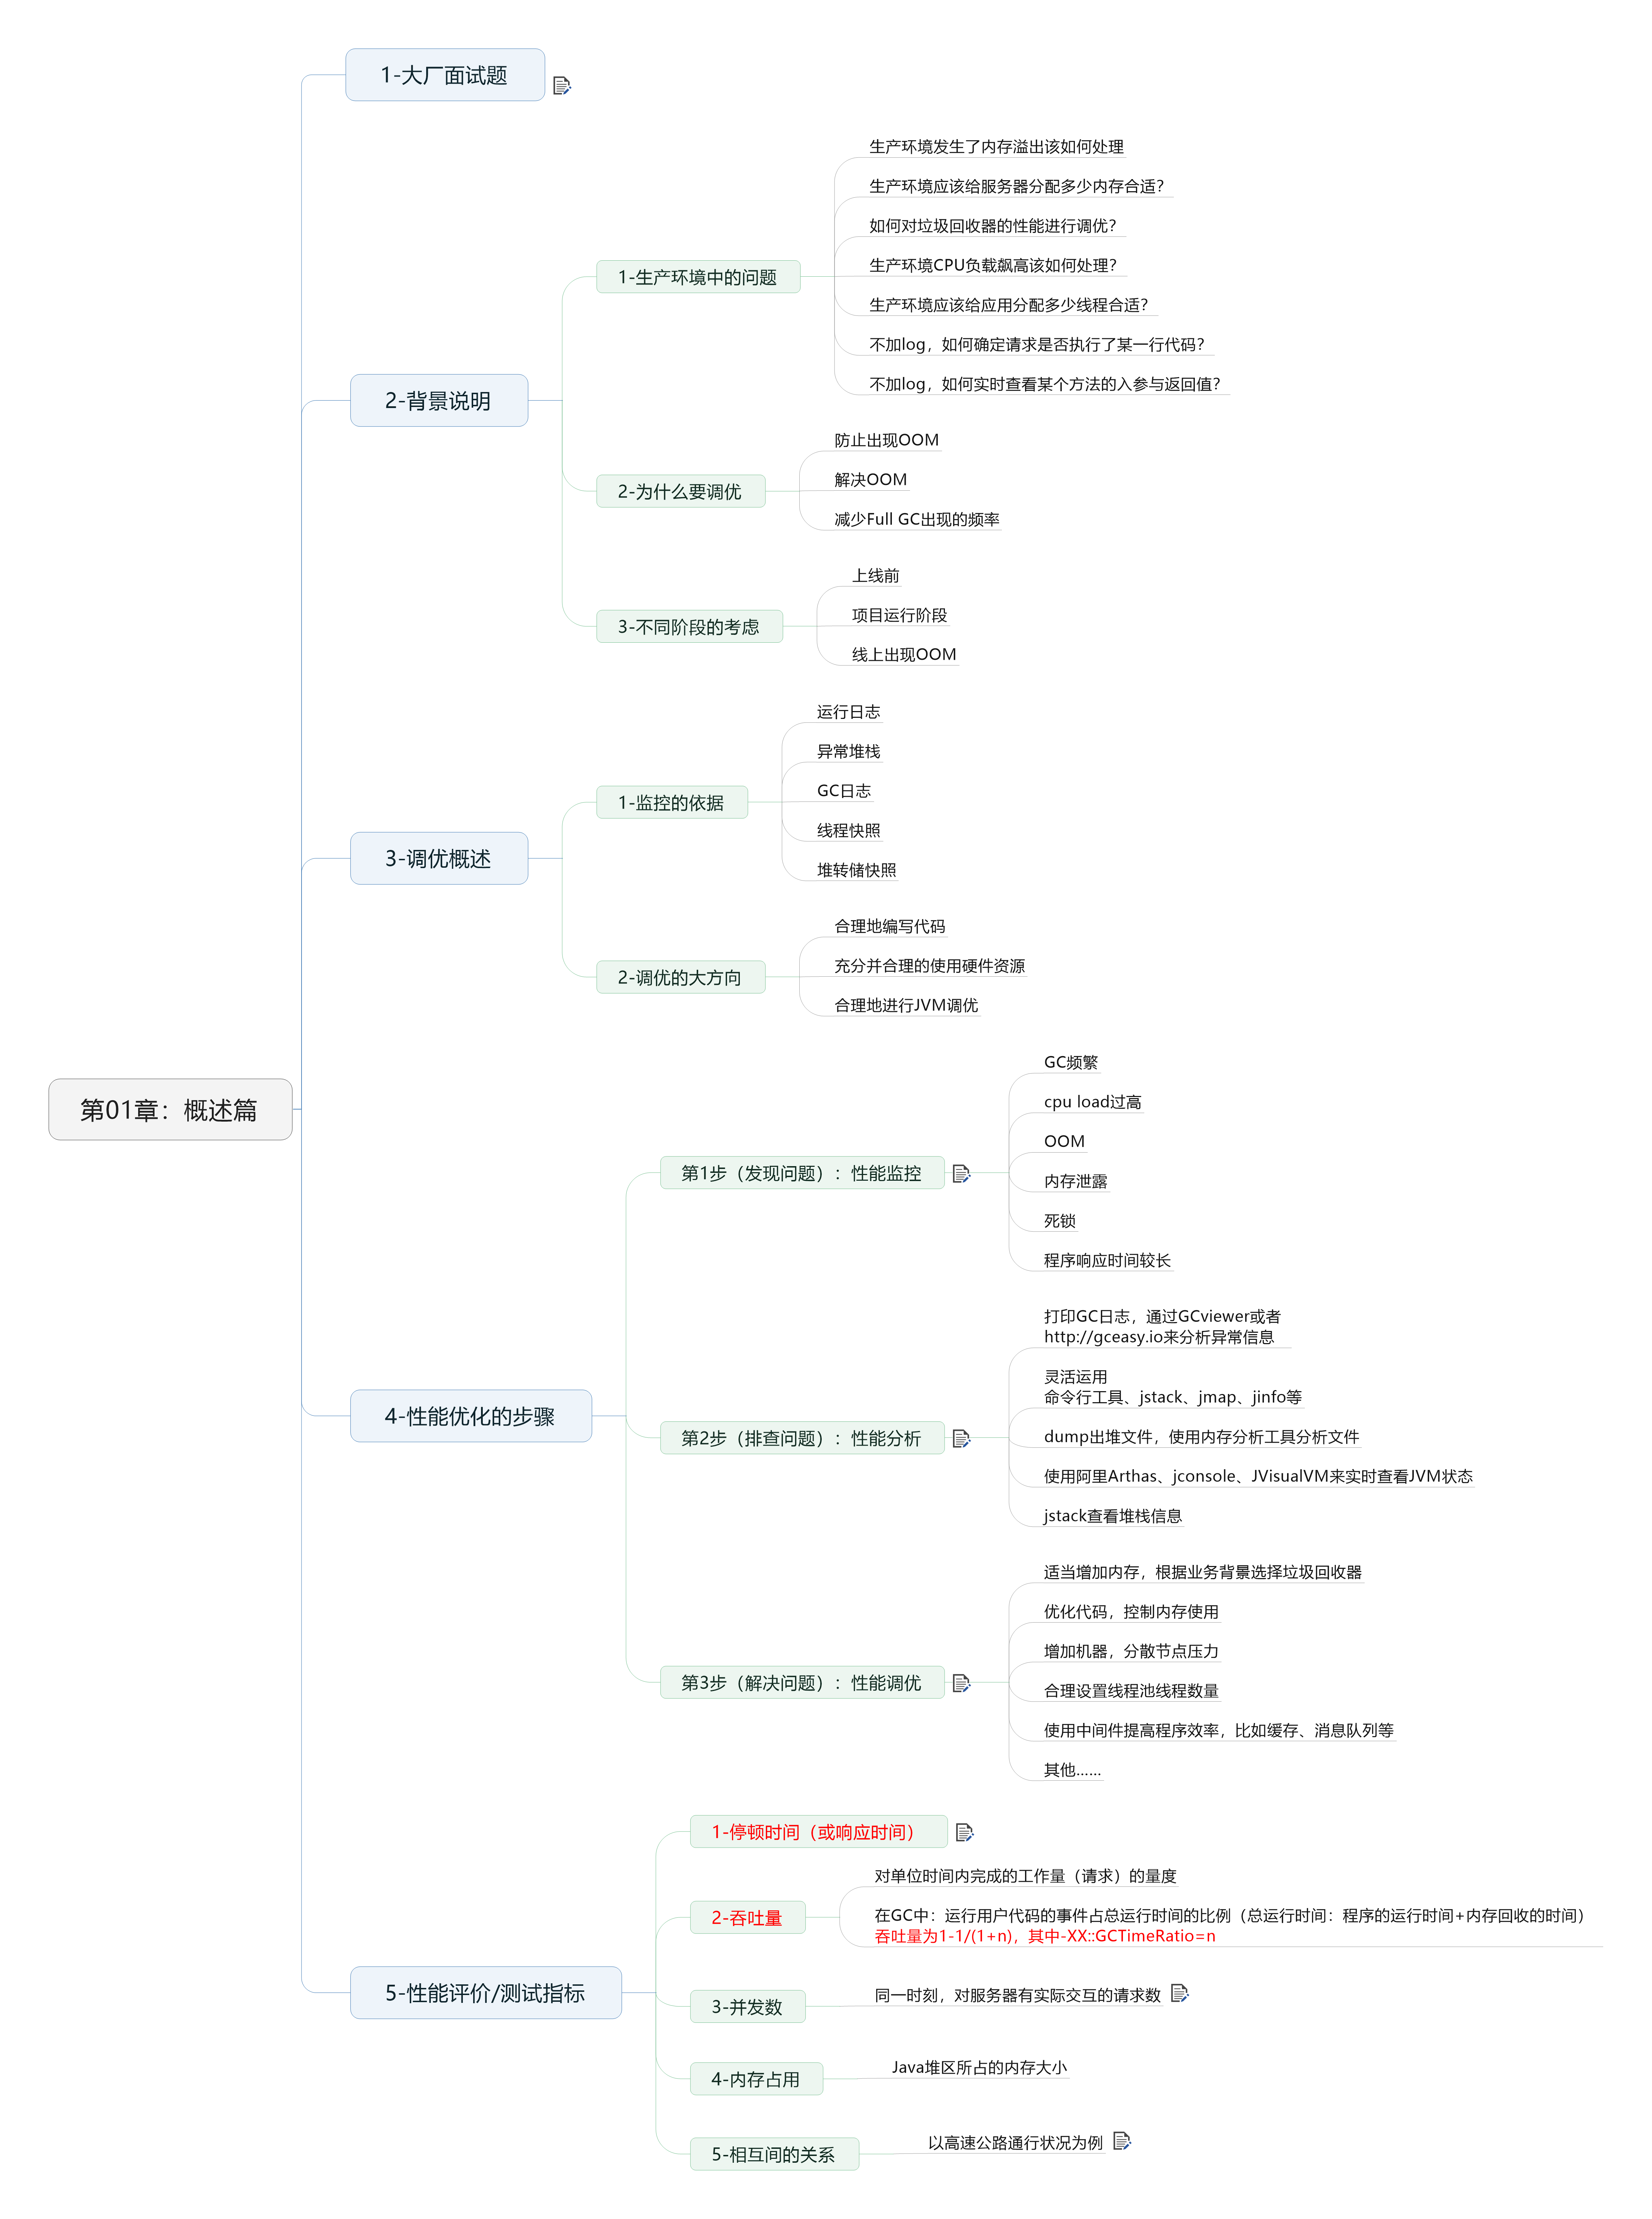 第01章：概述篇
1-大厂面试题
2-背景说明
1-生产环境中的问题
生产环境发生了内存溢出该如何处理
生产环境应该给服务器分配多少内存合适？
如何对垃圾回收器的性能进行调优？
生产环境CPU负载飙高该如何处理？
生产环境应该给应用分配多少线程合适？
不加log，如何确定请求是否执行了某一行代码？
不加log，如何实时查看某个方法的入参与返回值？
2-为什么要调优
防止出现OOM
解决OOM
减少Full GC出现的频率
3-不同阶段的考虑
上线前
项目运行阶段
线上出现OOM
3-调优概述
1-监控的依据
运行日志
异常堆栈
GC日志
线程快照
堆转储快照
2-调优的大方向
合理地编写代码
充分并合理的使用硬件资源
合理地进行JVM调优
4-性能优化的步骤
第1步（发现问题）：性能监控
GC频繁
cpu load过高
OOM
内存泄露
死锁
程序响应时间较长
第2步（排查问题）：性能分析
打印GC日志，通过GCviewer或者
http://gceasy.io来分析异常信息
灵活运用
命令行工具、jstack、jmap、jinfo等
dump出堆文件，使用内存分析工具分析文件
使用阿里Arthas、jconsole、JVisualVM来实时查看JVM状态
jstack查看堆栈信息
第3步（解决问题）：性能调优
适当增加内存，根据业务背景选择垃圾回收器
优化代码，控制内存使用
增加机器，分散节点压力
合理设置线程池线程数量
使用中间件提高程序效率，比如缓存、消息队列等
其他……
5-性能评价/测试指标
1-停顿时间（或响应时间）
2-吞吐量
对单位时间内完成的工作量（请求）的量度
在GC中：运行用户代码的事件占总运行时间的比例（总运行时间：程序的运行时间+内存回收的时间）
吞吐量为1-1/(1+n)，其中-XX::GCTimeRatio=n
3-并发数
同一时刻，对服务器有实际交互的请求数
4-内存占用
Java堆区所占的内存大小
5-相互间的关系
以高速公路通行状况为例